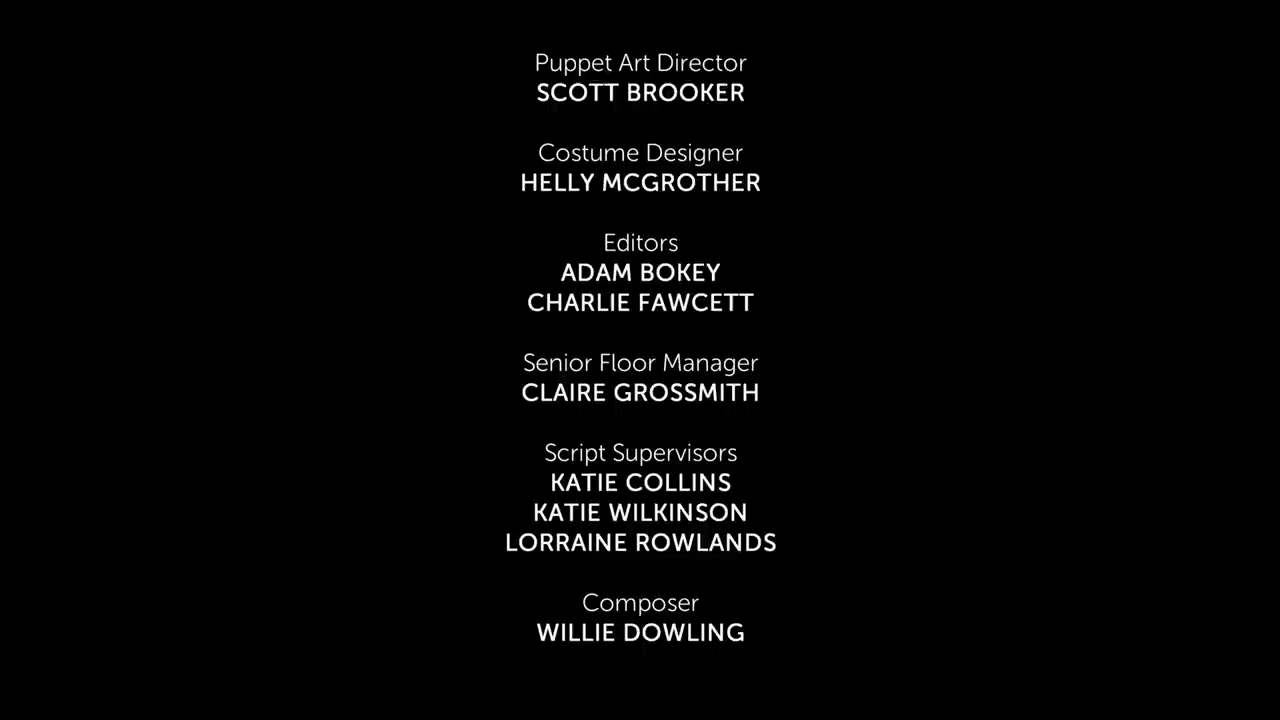 Puppet Art Director
SCOTT BROOKER
Costume Designer
HELLY MCGROTHER
Editors
ADAM BOKEY
CHARLIE FAWCETT
Senior Floor Manager
CLAIRE GROSSMITH
Script Supervisors
KATIE COLLINS
KATIE WILKINSON
LORRAINE ROWLANDS
Composer
WILLIE DOWLING